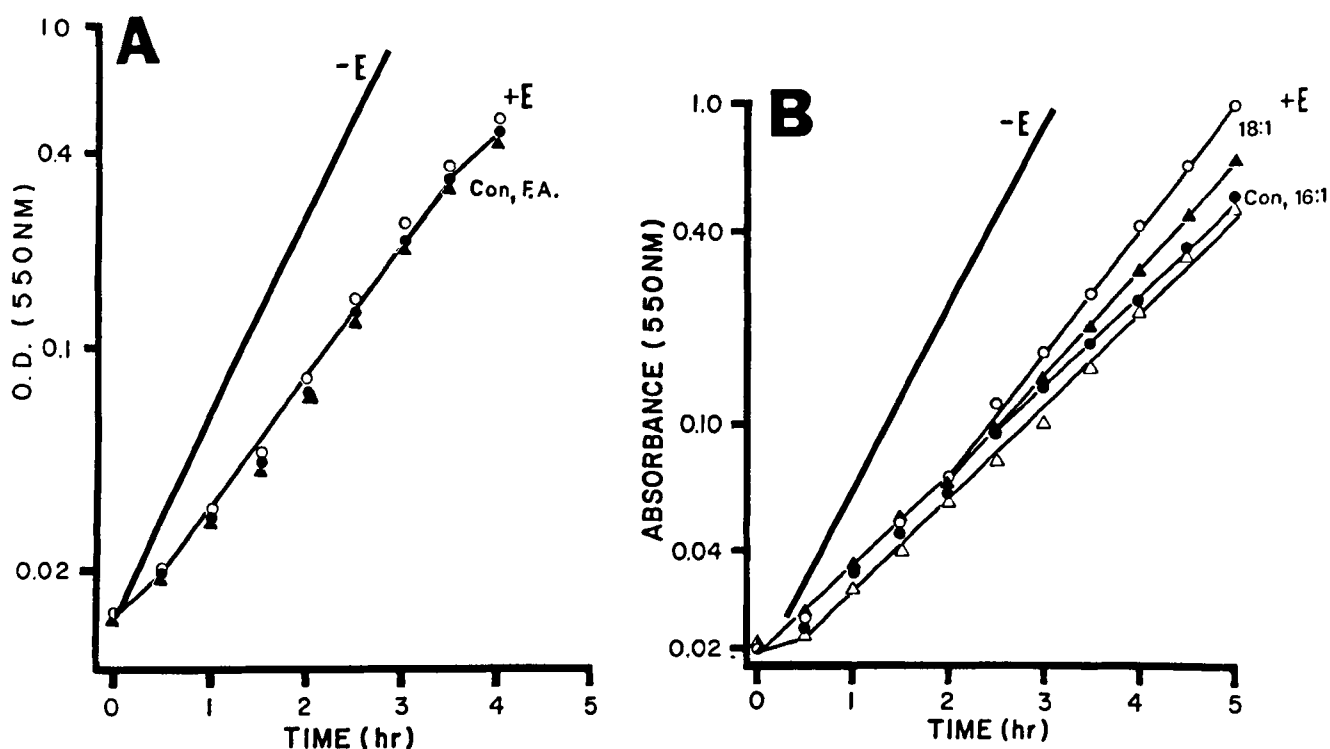 A
1.0
0.4
0.1
0.02
O.D. (550NM)
-E
+E
Con, F.A.
0 1 2 3 4 5
TIME (hr)
B
1.0
0.40
0.10
0.04
0.02
ABSORBANCE (550NM)
-E
+E
18:1
Con, 16:1
0 1 2 3 4 5
TIME (hr)